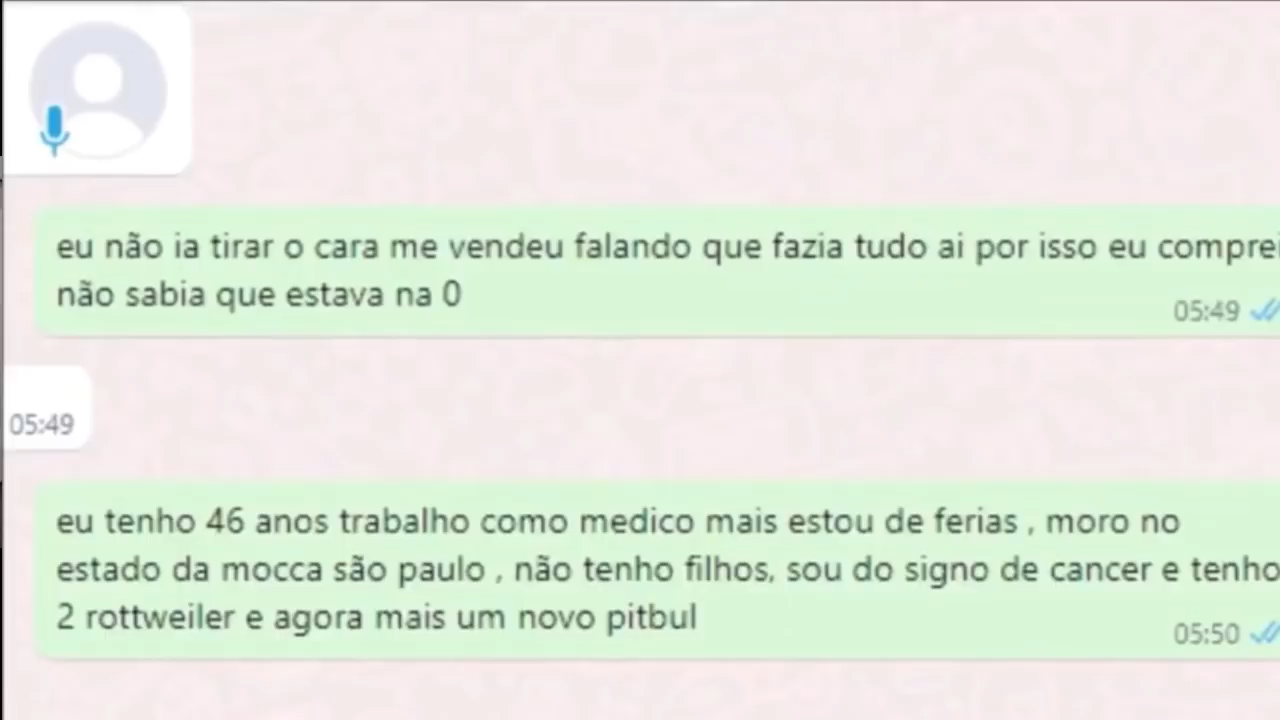 eu não ia tirar o cara me vendeu falando que fazia tudo ai por isso eu comprei
não sabia que estava na 0
05:49
05:49
eu tenho 46 anos trabalho como medico mais estou de ferias , moro no
estado da mocca são paulo , não tenho filhos, sou do signo de cancer e tenho
2 rottweiler e agora mais um novo pitbul
05:50